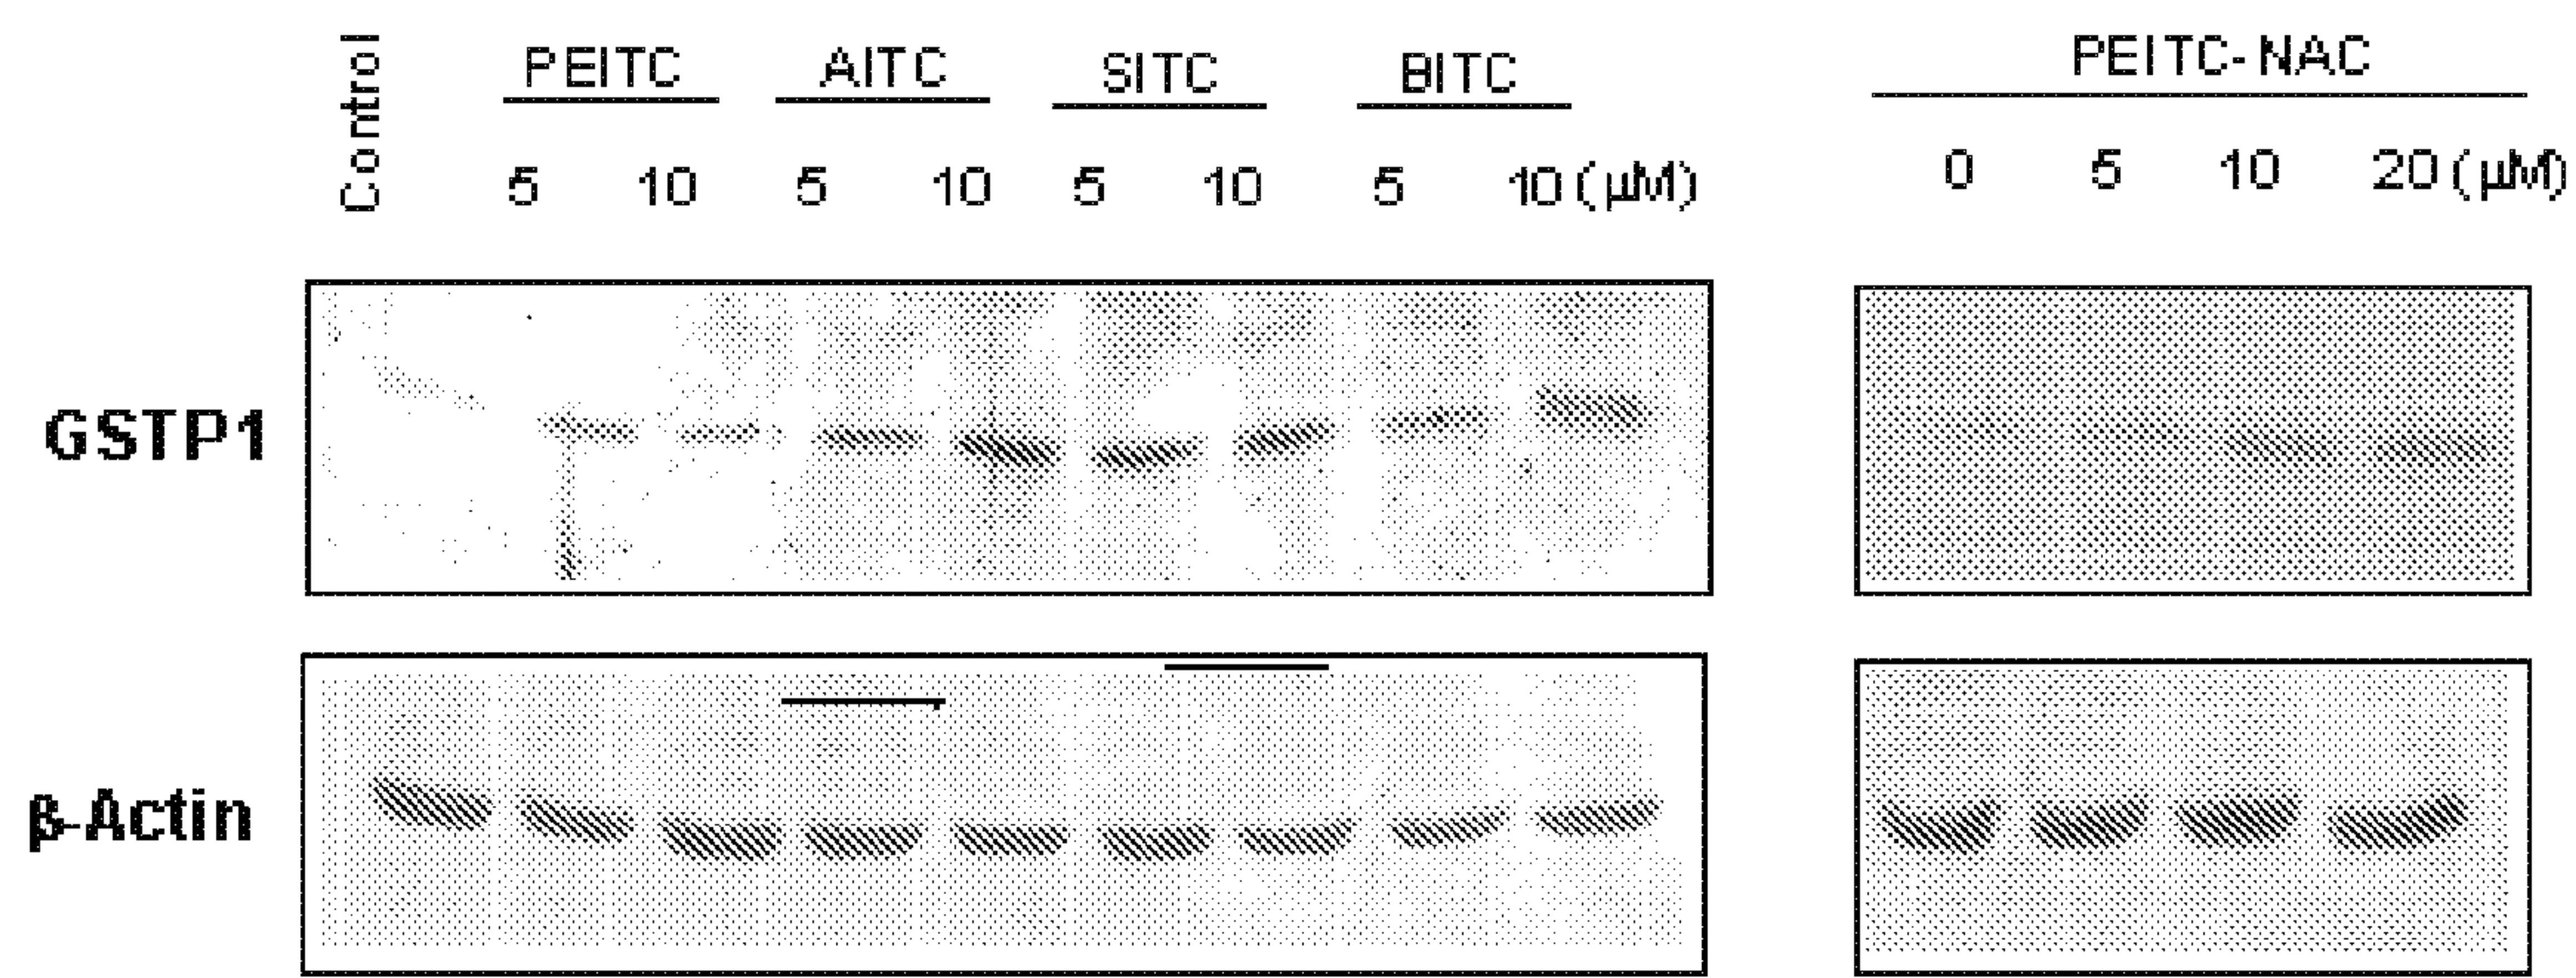 Control PEITC AITC SITC BITC PEITC-NAC
5 10 5 10 5 10 5 10 (μM) 0 5 10 20 (μM)
GSTP1
β-Actin